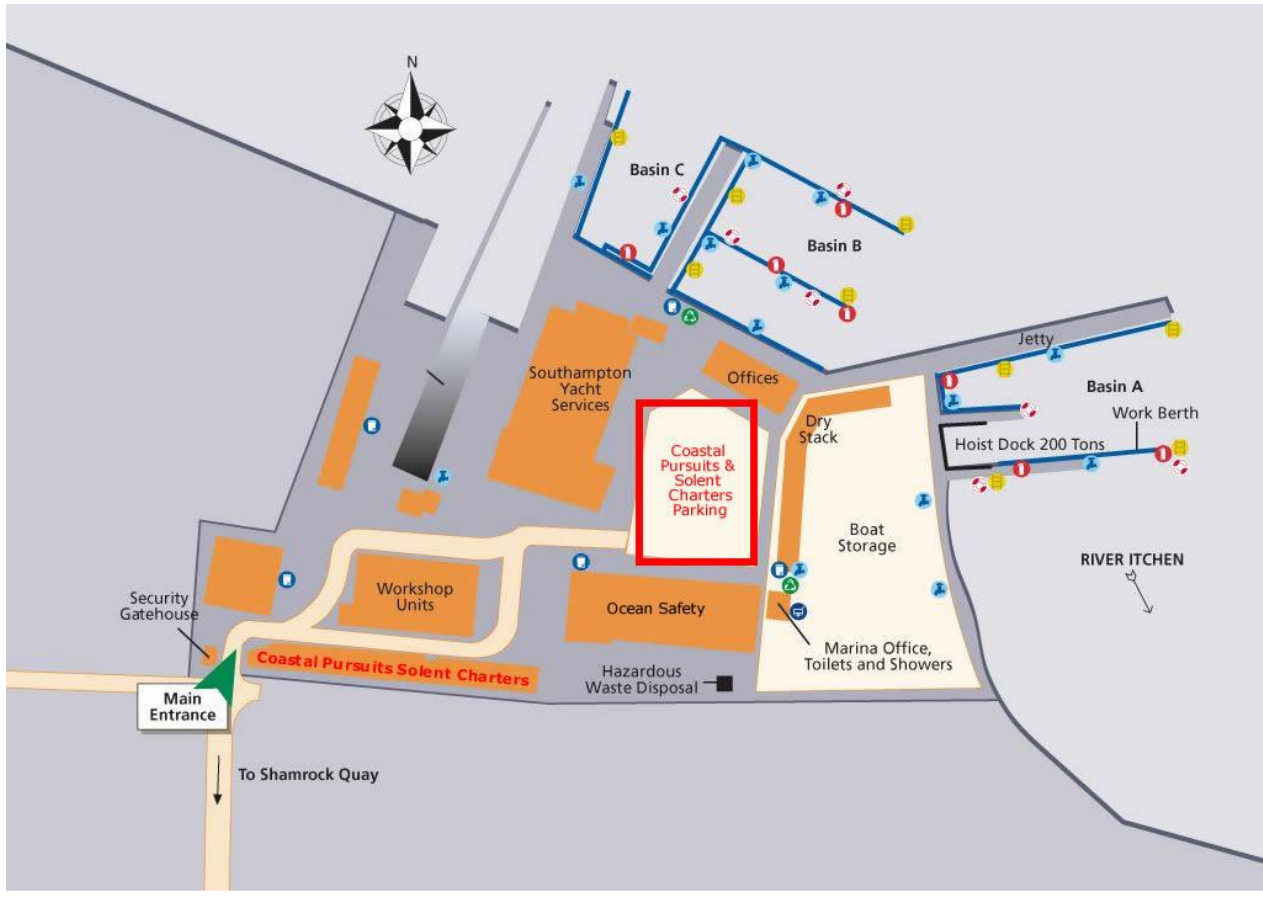 N
Basin C
Basin B
Jetty
Basin A
Work Berth
Hoist Dock 200 Tons
Southampton
Yacht
Services
Offices
Dry
Stack
Coastal
Pursuits &
Solent
Charters
Parking
Boat
Storage
RIVER ITCHEN
Security
Gatehouse
Workshop
Units
Ocean Safety
Marina Office,
Toilets and Showers
Coastal Pursuits Solent Charters
Hazardous
Waste Disposal
Main
Entrance
To Shamrock Quay